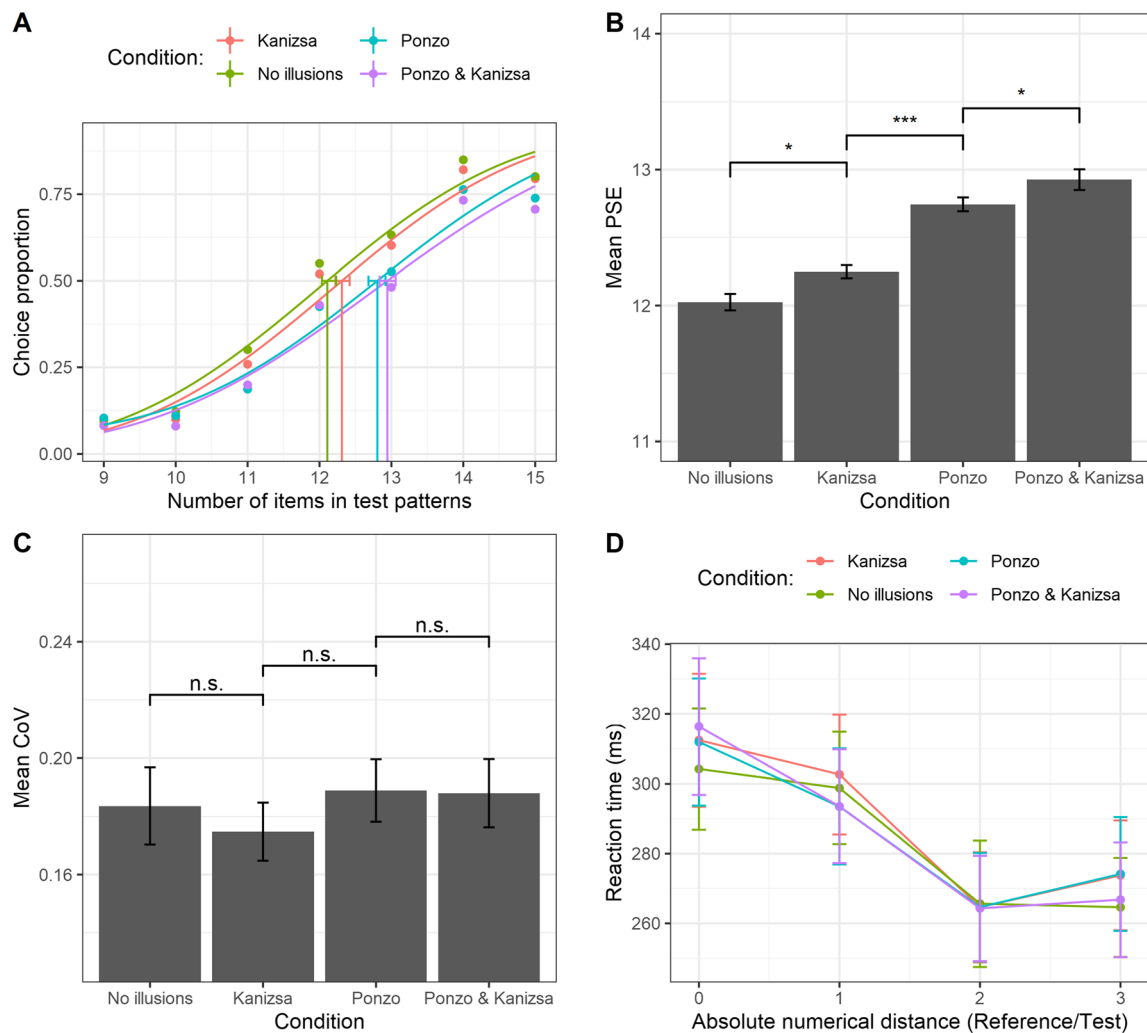 A
Condition:
Kanizsa
Ponzo
No illusions
Ponzo & Kanizsa
Choice proportion
0.75
0.50
0.25
0.00
9 10 11 12 13 14 15
Number of items in test patterns
B
Mean PSE
14
13
12
11
*
***
*
No illusions Kanizsa Ponzo Ponzo & Kanizsa
Condition
C
Mean CoV
0.24
0.20
0.16
n.s.
n.s.
n.s.
No illusions Kanizsa Ponzo Ponzo & Kanizsa
Condition
D
Condition:
Kanizsa
Ponzo
No illusions
Ponzo & Kanizsa
Reaction time (ms)
340
320
300
280
260
0 1 2 3
Absolute numerical distance (Reference/Test)